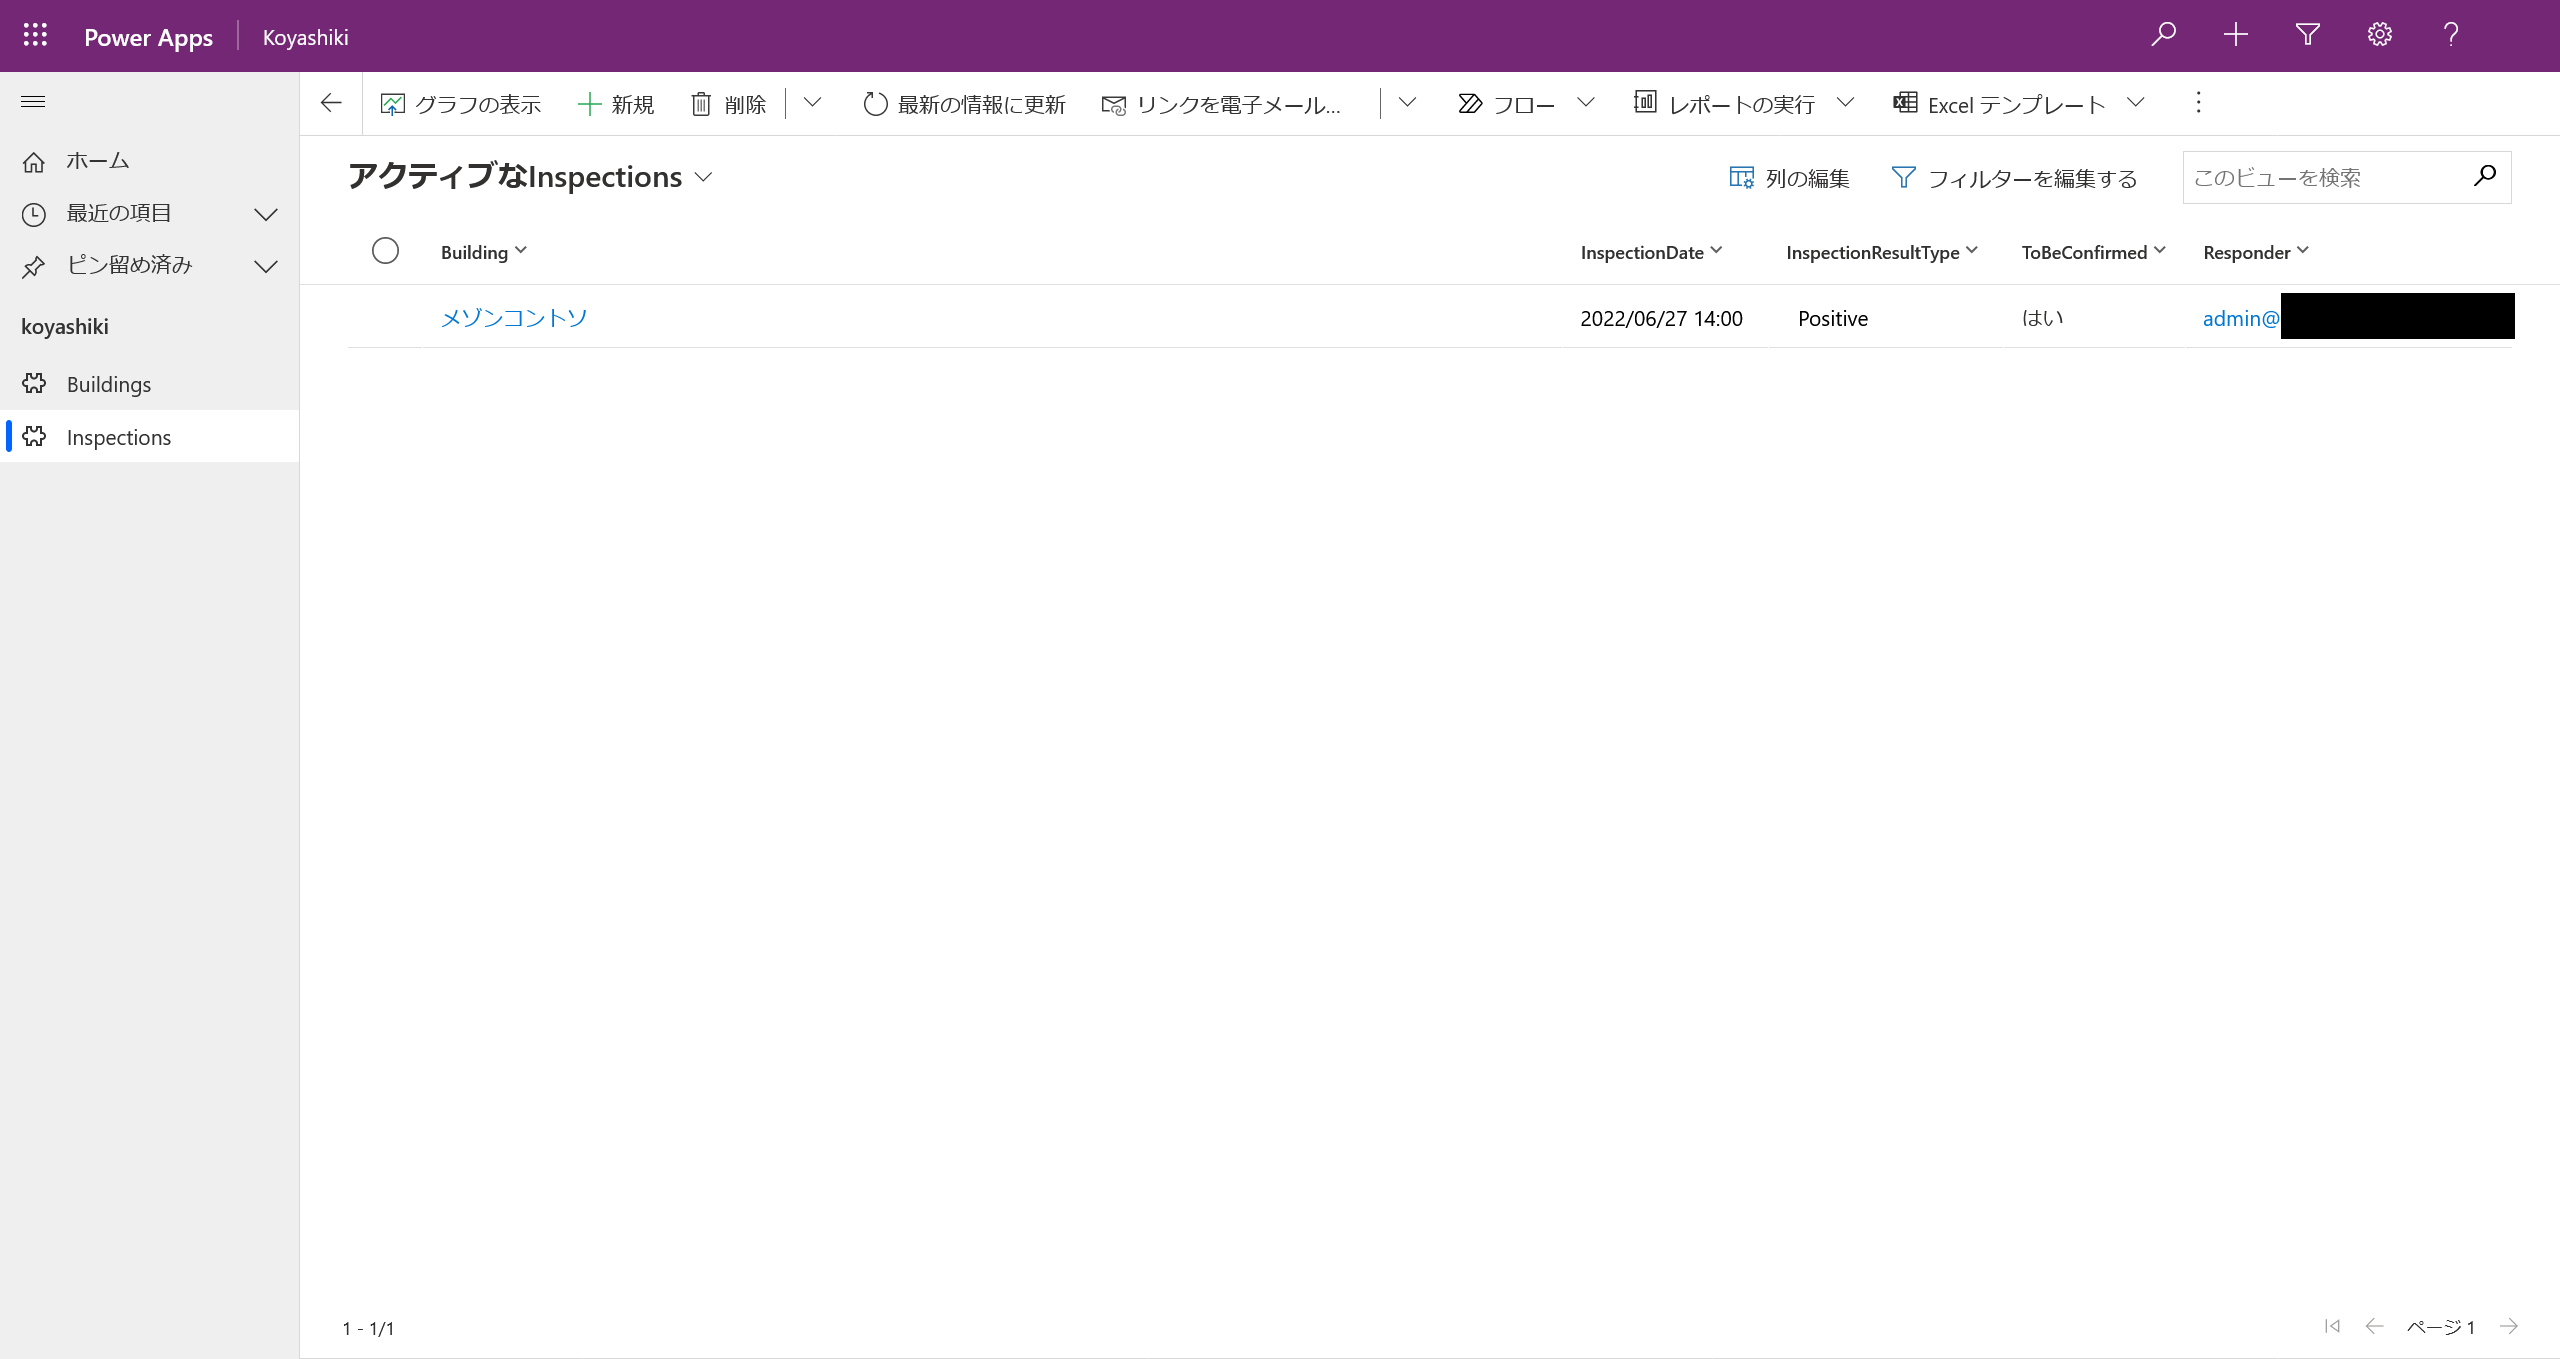 Power Apps Koyashiki
グラフの表示 新規 削除 最新の情報に更新 リンクを電子メール... フロー レポートの実行 Excel テンプレート
ホーム
最近の項目
ピン留め済み
koyashiki
Buildings
Inspections
アクティブなInspections 列の編集 フィルターを編集する このビューを検索
Building InspectionDate InspectionResultType ToBeConfirmed Responder
メゾンコントソ 2022/06/27 14:00 Positive はい admin@
1 - 1/1 ページ 1